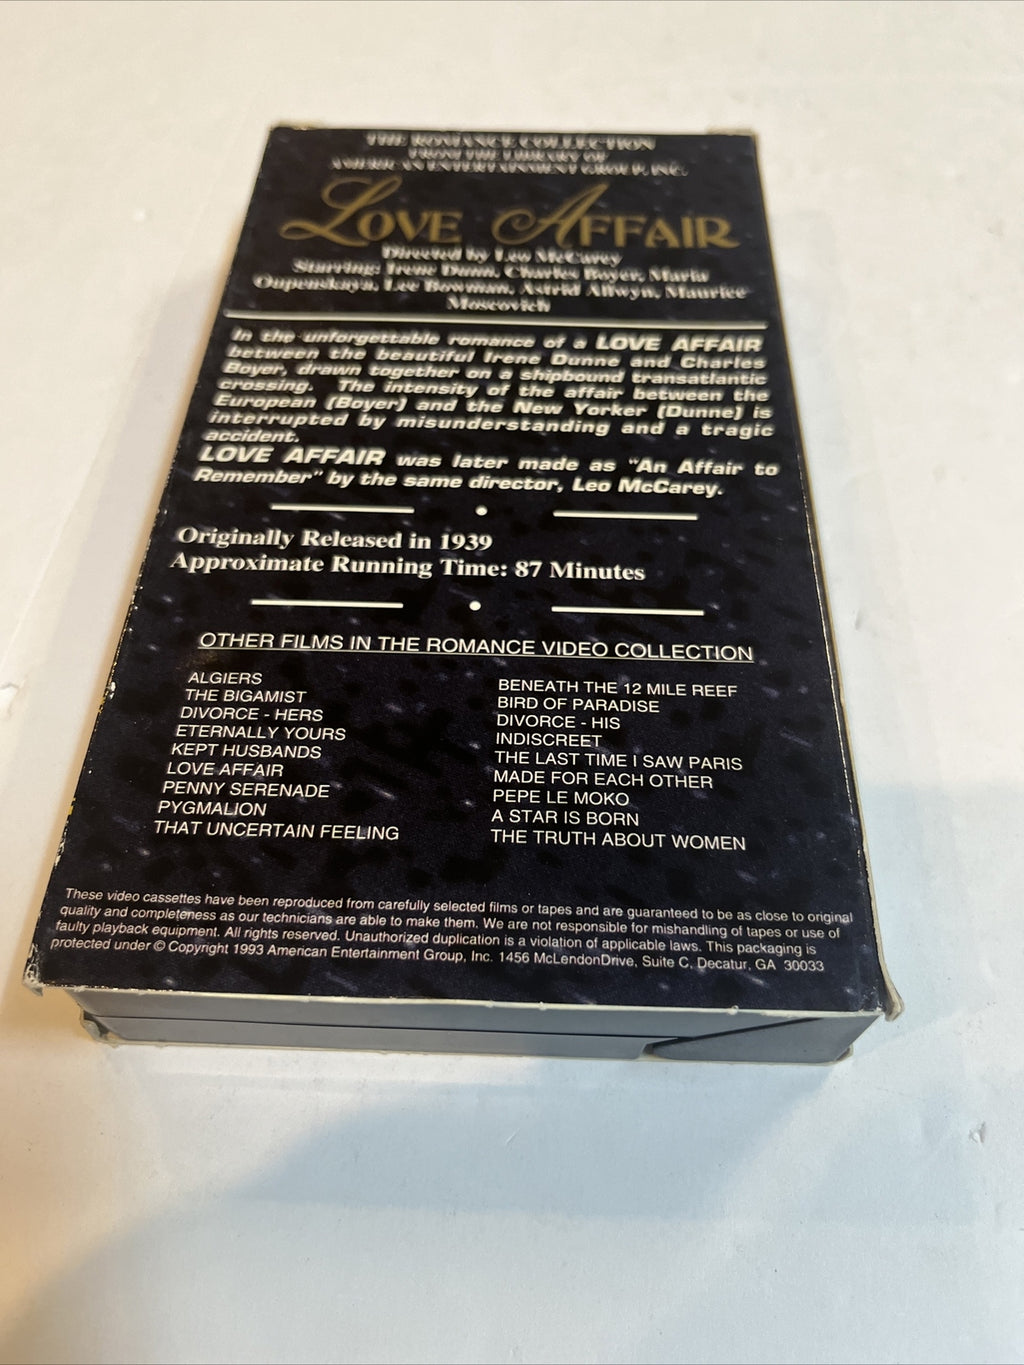 THE ROMANCE COLLECTION
FROM THE LIBRARY OF
AMERICAN ENTERTAINMENT GROUP, INC.
LOVE AFFAIR
Directed by Leo McCarey
Starring: Irene Dunn, Charles Boyer, Maria
Oupenskaya, Lee Bowman, Astrid Allwyn, Maurice
Moscovich
In the unforgettable romance of a LOVE AFFAIR
between the beautiful Irene Dunne and Charles
Boyer, drawn together on a shipbound transatlantic
crossing. The intensity of the affair between the
European (Boyer) and the New Yorker (Dunne) is
interrupted by misunderstanding and a tragic
accident.
LOVE AFFAIR was later made as "An Affair to
Remember" by the same director, Leo McCarey.
Originally Released in 1939
Approximate Running Time: 87 Minutes
OTHER FILMS IN THE ROMANCE VIDEO COLLECTION
ALGIERS
THE BIGAMIST
DIVORCE - HERS
ETERNALLY YOURS
KEPT HUSBANDS
LOVE AFFAIR
PENNY SERENADE
PYGMALION
THAT UNCERTAIN FEELING
BENEATH THE 12 MILE REEF
BIRD OF PARADISE
DIVORCE - HIS
INDISCREET
THE LAST TIME I SAW PARIS
MADE FOR EACH OTHER
PEPE LE MOKO
A STAR IS BORN
THE TRUTH ABOUT WOMEN
These video cassettes have been reproduced from carefully selected films or tapes and are guaranteed to be as close to original
quality and completeness as our technicians are able to make them. We are not responsible for mishandling of tapes or use of
faulty playback equipment. All rights reserved. Unauthorized duplication is a violation of applicable laws. This packaging is
protected under © Copyright 1993 American Entertainment Group, Inc. 1456 McLendonDrive, Suite C, Decatur, GA 30033